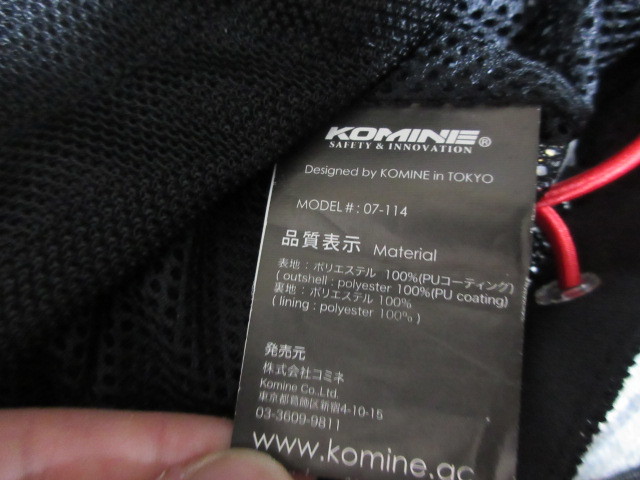 KOMINE®
SAFETY & INNOVATION
Designed by KOMINE in TOKYO
MODEL#: 07-114
品質表示 Material
表地：ポリエステル 100%(PUコーティング)
( outshell : polyester 100%(PU coating)
裏地：ポリエステル 100%
( lining : polyester 100% )
発売元
株式会社コミネ
Komine Co.,Ltd.
東京都葛飾区新宿4-10-15
03-3609-9811
www.komine.ac